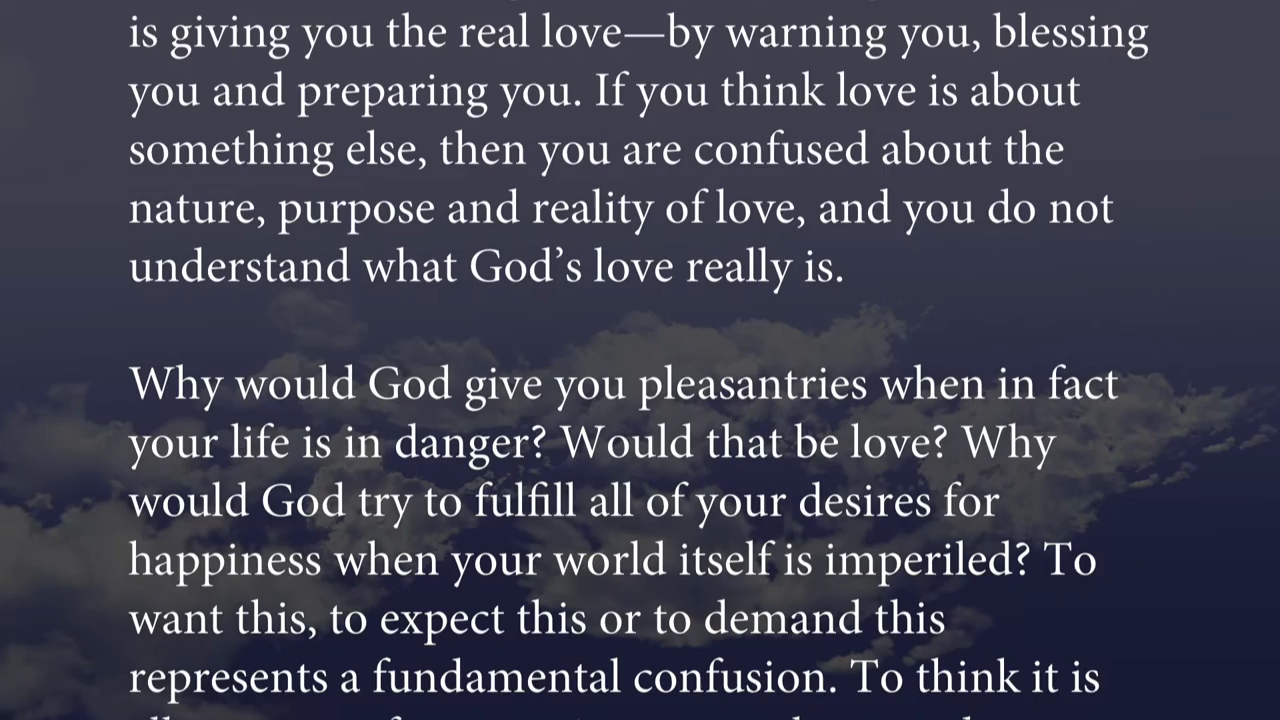 is giving you the real love—by warning you, blessing
you and preparing you. If you think love is about
something else, then you are confused about the
nature, purpose and reality of love, and you do not
understand what God’s love really is.
Why would God give you pleasantries when in fact
your life is in danger? Would that be love? Why
would God try to fulfill all of your desires for
happiness when your world itself is imperiled? To
want this, to expect this or to demand this
represents a fundamental confusion. To think it is